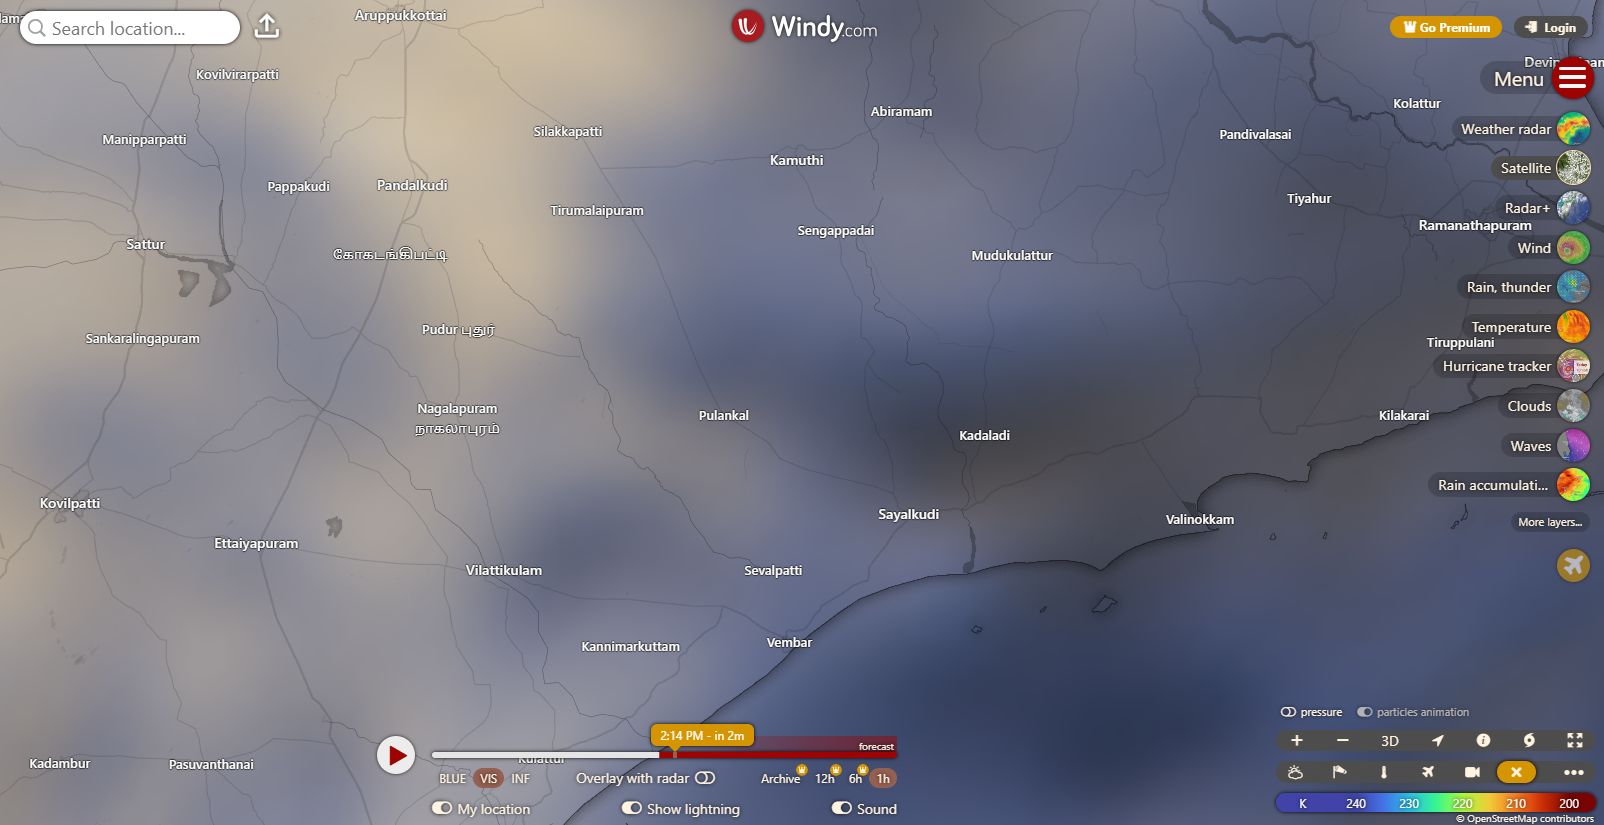 Aruppukkottai
Search location...
Windy.com
Go Premium
Login
Kovilvirarpatti
Menu
Kolattur
Abiramam
Weather radar
Silakkapatti
Pandivalasai
Manipparpatti
Kamuthi
Satellite
Pappakudi
Pandalkudi
Tiyahur
Radar+
Tirumalaipuram
Ramanathapuram
Sengappadai
Sattur
Wind
கோகடங்கிபட்டி
Mudukulattur
Rain, thunder
Pudur புதுர்
Temperature
Sankaralingapuram
Tiruppulani
Hurricane tracker
Nagalapuram
நாகலாபுரம்
Clouds
Pulankal
Kilakarai
Kadaladi
Waves
Rain accumulati...
Kovilpatti
Sayalkudi
Valinokkam
More layers...
Ettaiyapuram
Vilattikulam
Sevalpatti
Kannimarkuttam
Vembar
pressure
particles animation
2:14 PM - in 2m
forecast
3D
Kulattur
Kadambur
Pasuvanthanai
BLUE VIS INF
Overlay with radar
Archive 12h 6h 1h
My location
Show lightning
Sound
K 240 230 220 210 200
© OpenStreetMap contributors